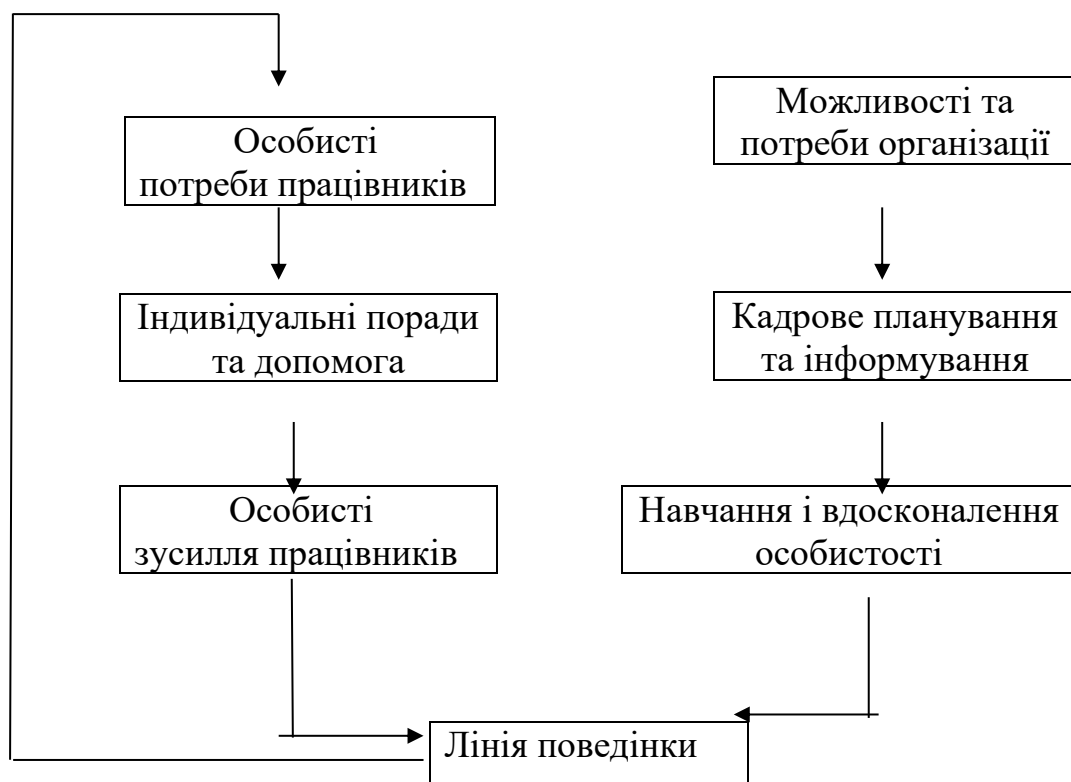 Особисті
потреби працівників
Можливості та
потреби організації
Індивідуальні поради
та допомога
Кадрове планування
та інформування
Особисті
зусилля працівників
Навчання і вдосконалення
особистості
Лінія поведінки